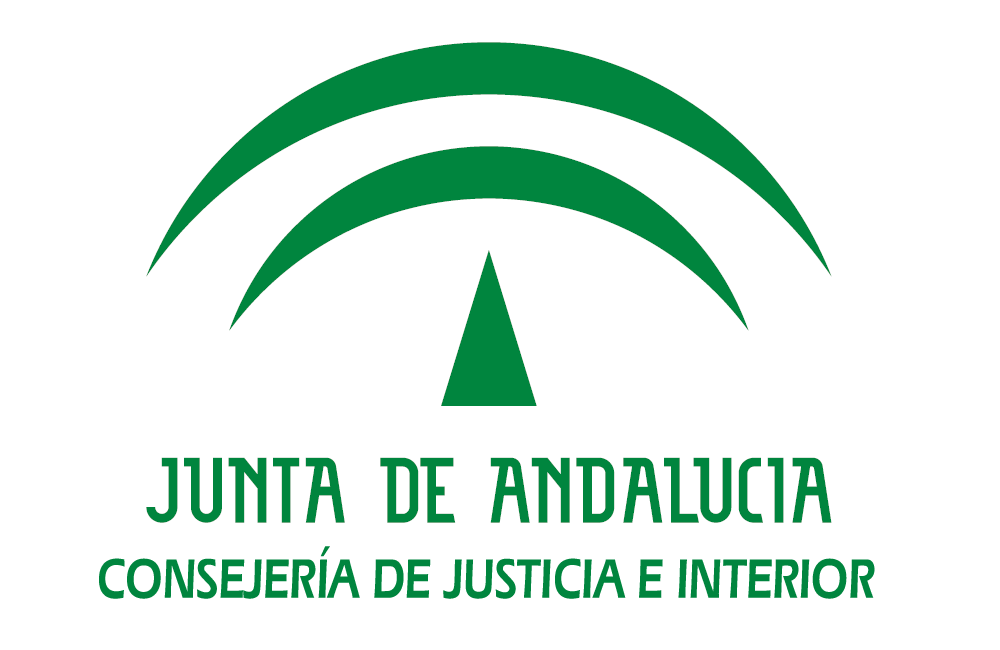 JUNTA DE ANDALUCIA
CONSEJERÍA DE JUSTICIA E INTERIOR